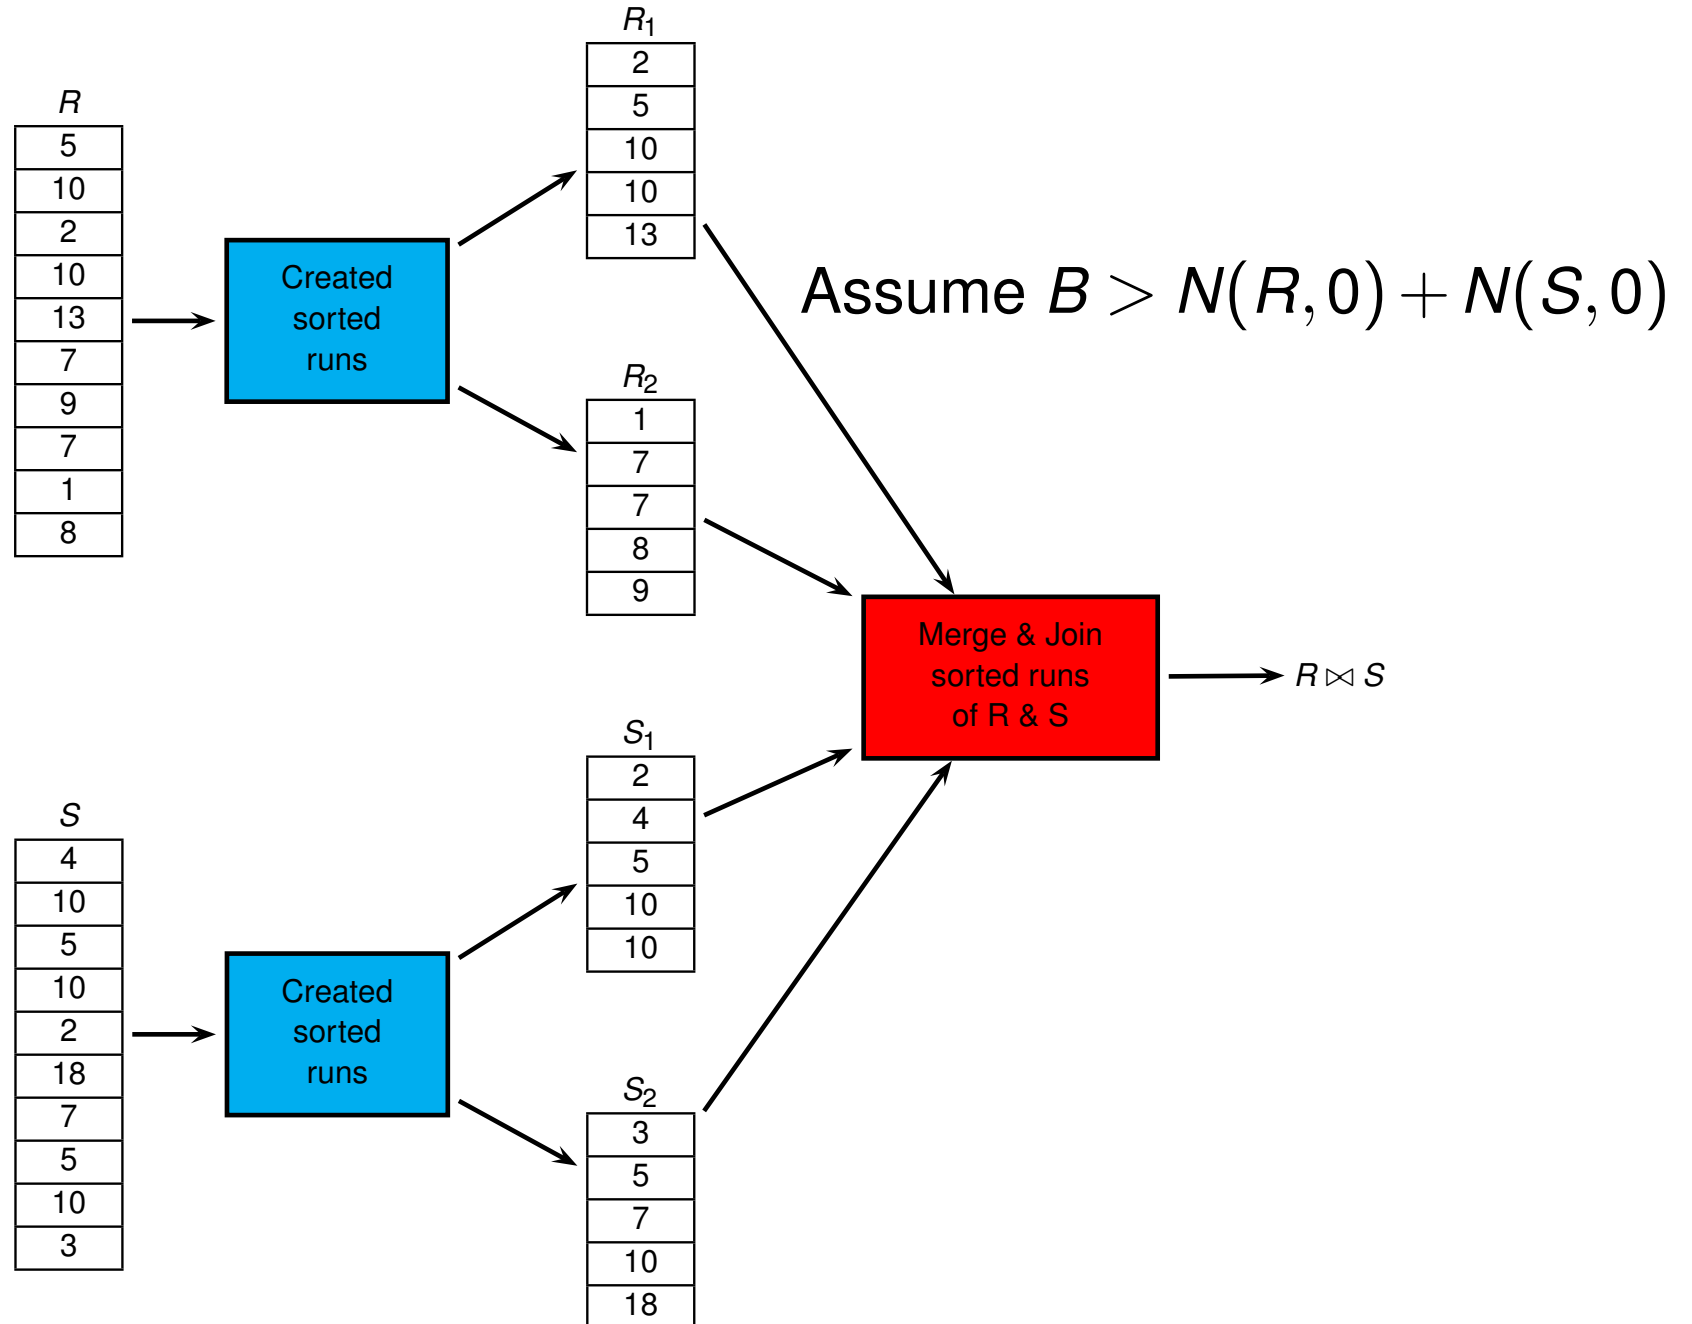 R
5
10
2
10
13
7
9
7
1
8
Created
sorted
runs
R₁
2
5
10
10
13
R₂
1
7
7
8
9
Assume B > N(R,0) + N(S,0)
S
4
10
5
10
2
18
7
5
10
3
Created
sorted
runs
S₁
2
4
5
10
10
S₂
3
5
7
10
18
Merge & Join
sorted runs
of R & S
R ⋈ S